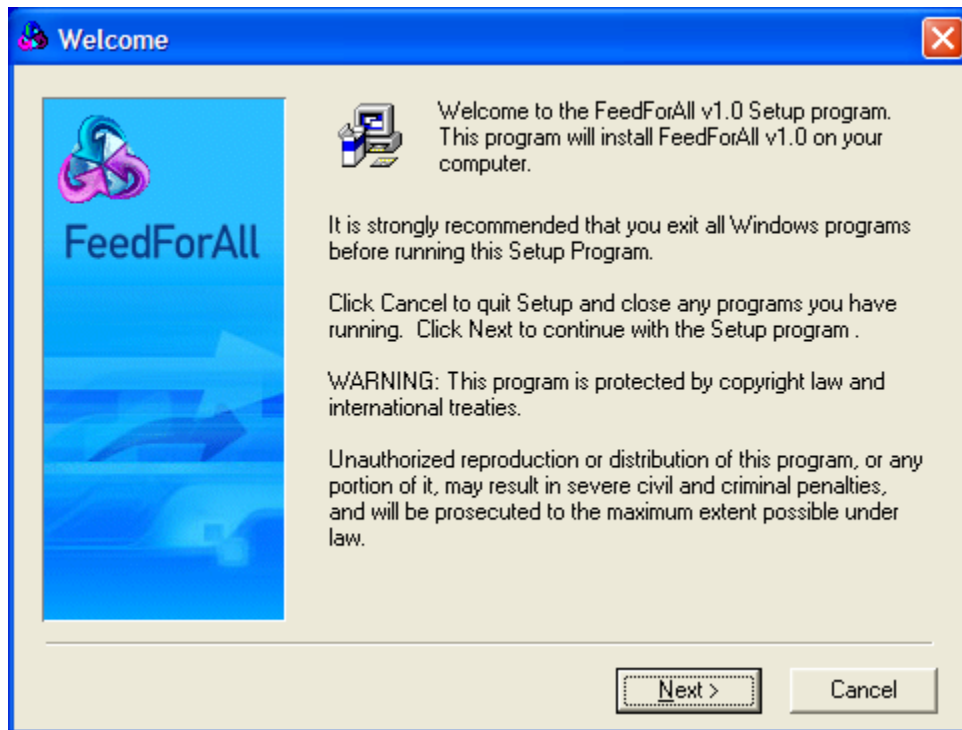 Welcome
FeedForAll
Welcome to the FeedForAll v1.0 Setup program.
This program will install FeedForAll v1.0 on your
computer.
It is strongly recommended that you exit all Windows programs
before running this Setup Program.
Click Cancel to quit Setup and close any programs you have
running.  Click Next to continue with the Setup program .
WARNING: This program is protected by copyright law and
international treaties.
Unauthorized reproduction or distribution of this program, or any
portion of it, may result in severe civil and criminal penalties,
and will be prosecuted to the maximum extent possible under
law.
Next >
Cancel